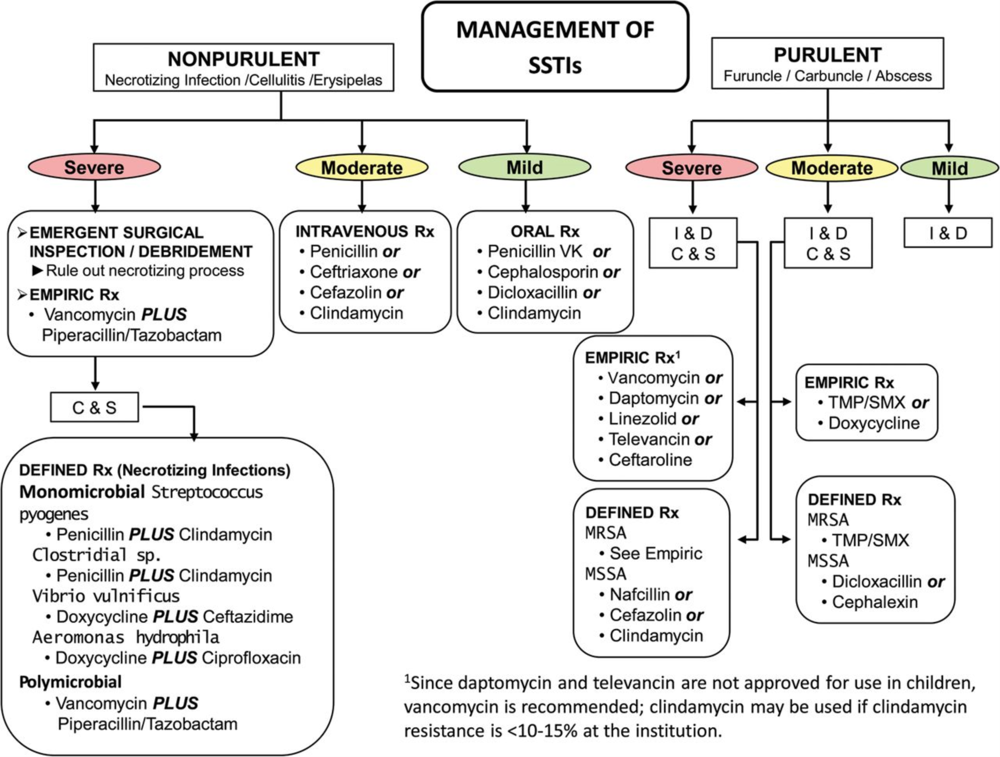 MANAGEMENT OF
SSTIs
NONPURULENT
Necrotizing Infection /Cellulitis /Erysipelas
Severe
➢EMERGENT SURGICAL
INSPECTION / DEBRIDEMENT
►Rule out necrotizing process
➢EMPIRIC Rx
• Vancomycin PLUS
Piperacillin/Tazobactam
C & S
DEFINED Rx (Necrotizing Infections)
Monomicrobial Streptococcus
pyogenes
• Penicillin PLUS Clindamycin
Clostridial sp.
• Penicillin PLUS Clindamycin
Vibrio vulnificus
• Doxycycline PLUS Ceftazidime
Aeromonas hydrophila
• Doxycycline PLUS Ciprofloxacin
Polymicrobial
• Vancomycin PLUS
Piperacillin/Tazobactam
Moderate
INTRAVENOUS Rx
• Penicillin or
• Ceftriaxone or
• Cefazolin or
• Clindamycin
Mild
ORAL Rx
• Penicillin VK or
• Cephalosporin or
• Dicloxacillin or
• Clindamycin
PURULENT
Furuncle / Carbuncle / Abscess
Severe
I & D
C & S
EMPIRIC Rx¹
• Vancomycin or
• Daptomycin or
• Linezolid or
• Televancin or
• Ceftaroline
DEFINED Rx
MRSA
• See Empiric
MSSA
• Nafcillin or
• Cefazolin or
• Clindamycin
Moderate
I & D
C & S
EMPIRIC Rx
• TMP/SMX or
• Doxycycline
DEFINED Rx
MRSA
• TMP/SMX
MSSA
• Dicloxacillin or
• Cephalexin
Mild
I & D
¹Since daptomycin and televancin are not approved for use in children,
vancomycin is recommended; clindamycin may be used if clindamycin
resistance is <10-15% at the institution.